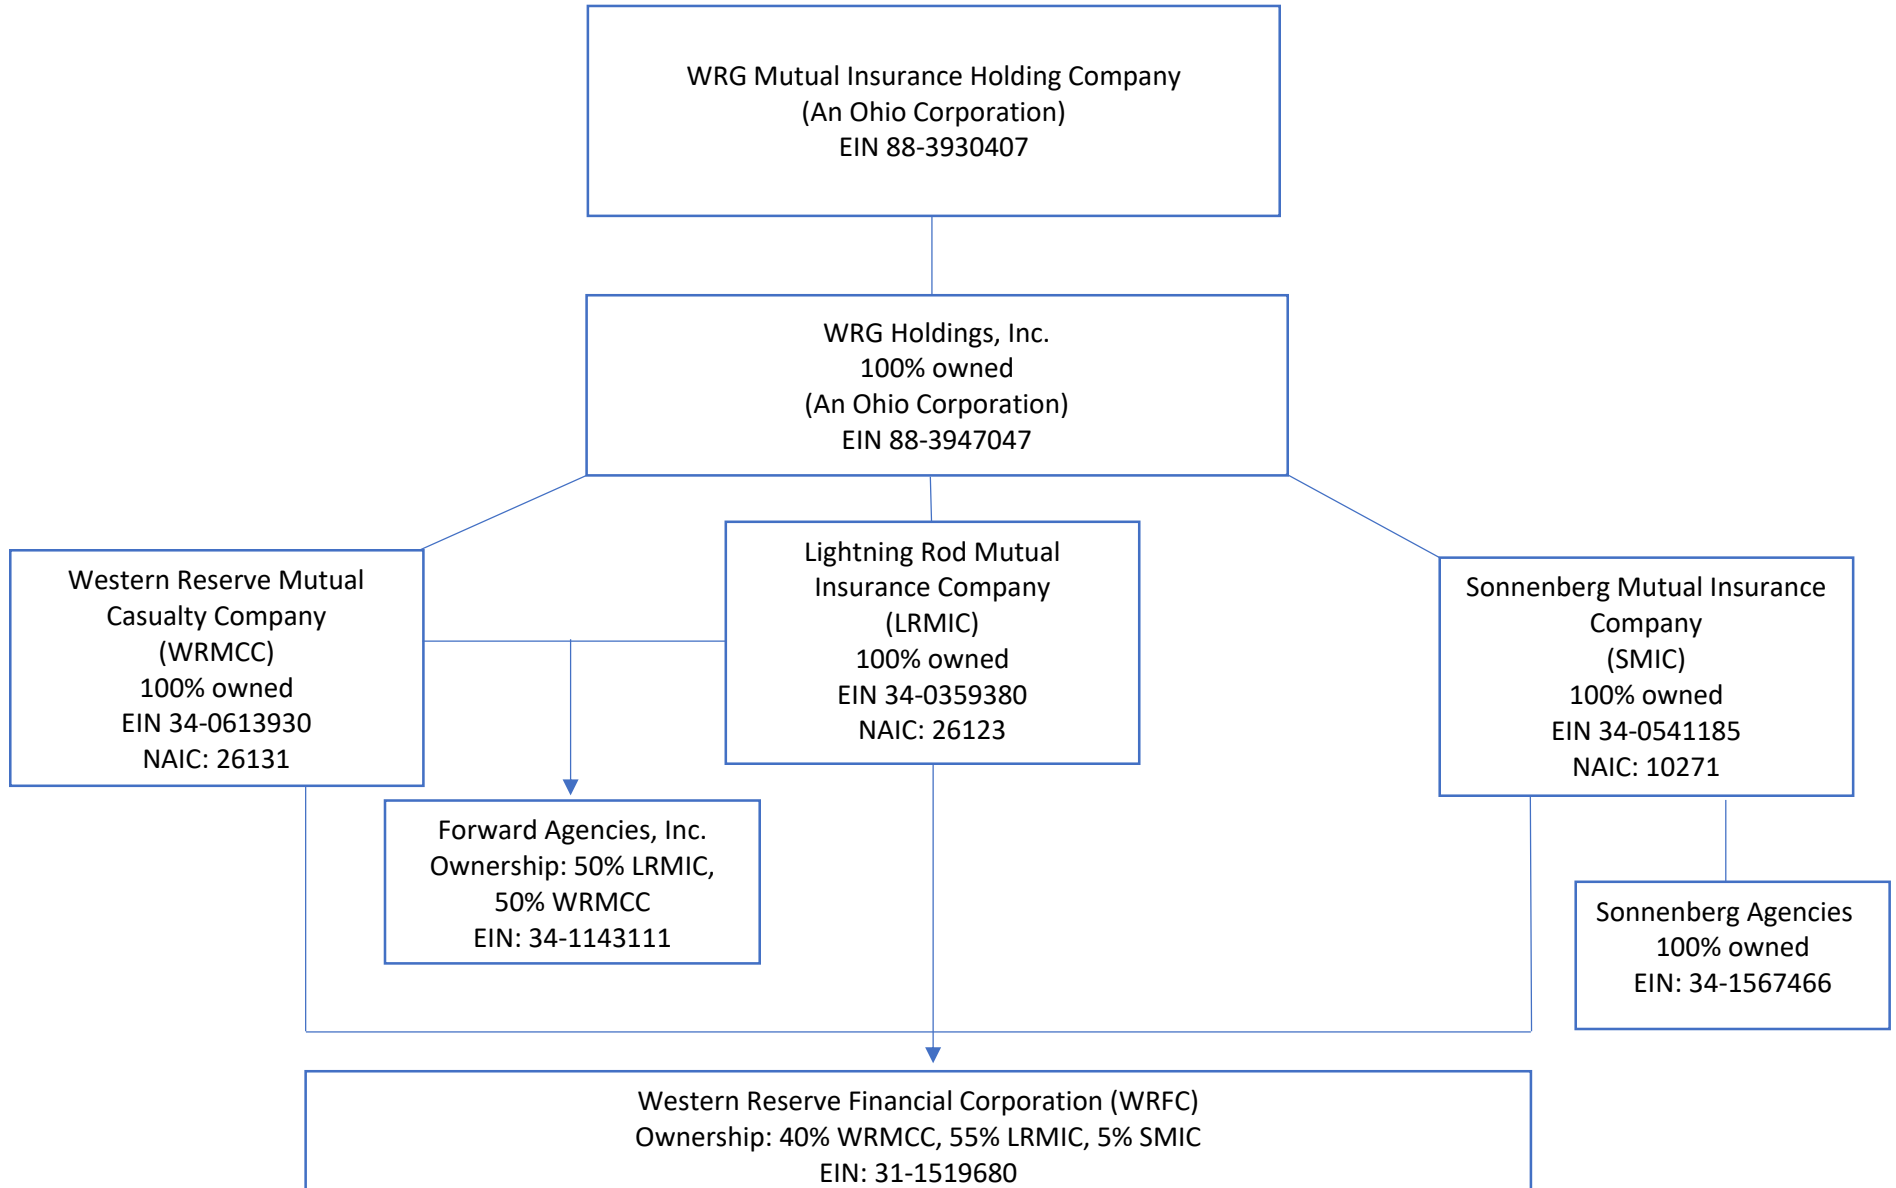 WRG Mutual Insurance Holding Company
(An Ohio Corporation)
EIN 88-3930407
WRG Holdings, Inc.
100% owned
(An Ohio Corporation)
EIN 88-3947047
Western Reserve Mutual
Casualty Company
(WRMCC)
100% owned
EIN 34-0613930
NAIC: 26131
Lightning Rod Mutual
Insurance Company
(LRMIC)
100% owned
EIN 34-0359380
NAIC: 26123
Sonnenberg Mutual Insurance
Company
(SMIC)
100% owned
EIN 34-0541185
NAIC: 10271
Forward Agencies, Inc.
Ownership: 50% LRMIC,
50% WRMCC
EIN: 34-1143111
Sonnenberg Agencies
100% owned
EIN: 34-1567466
Western Reserve Financial Corporation (WRFC)
Ownership: 40% WRMCC, 55% LRMIC, 5% SMIC
EIN: 31-1519680